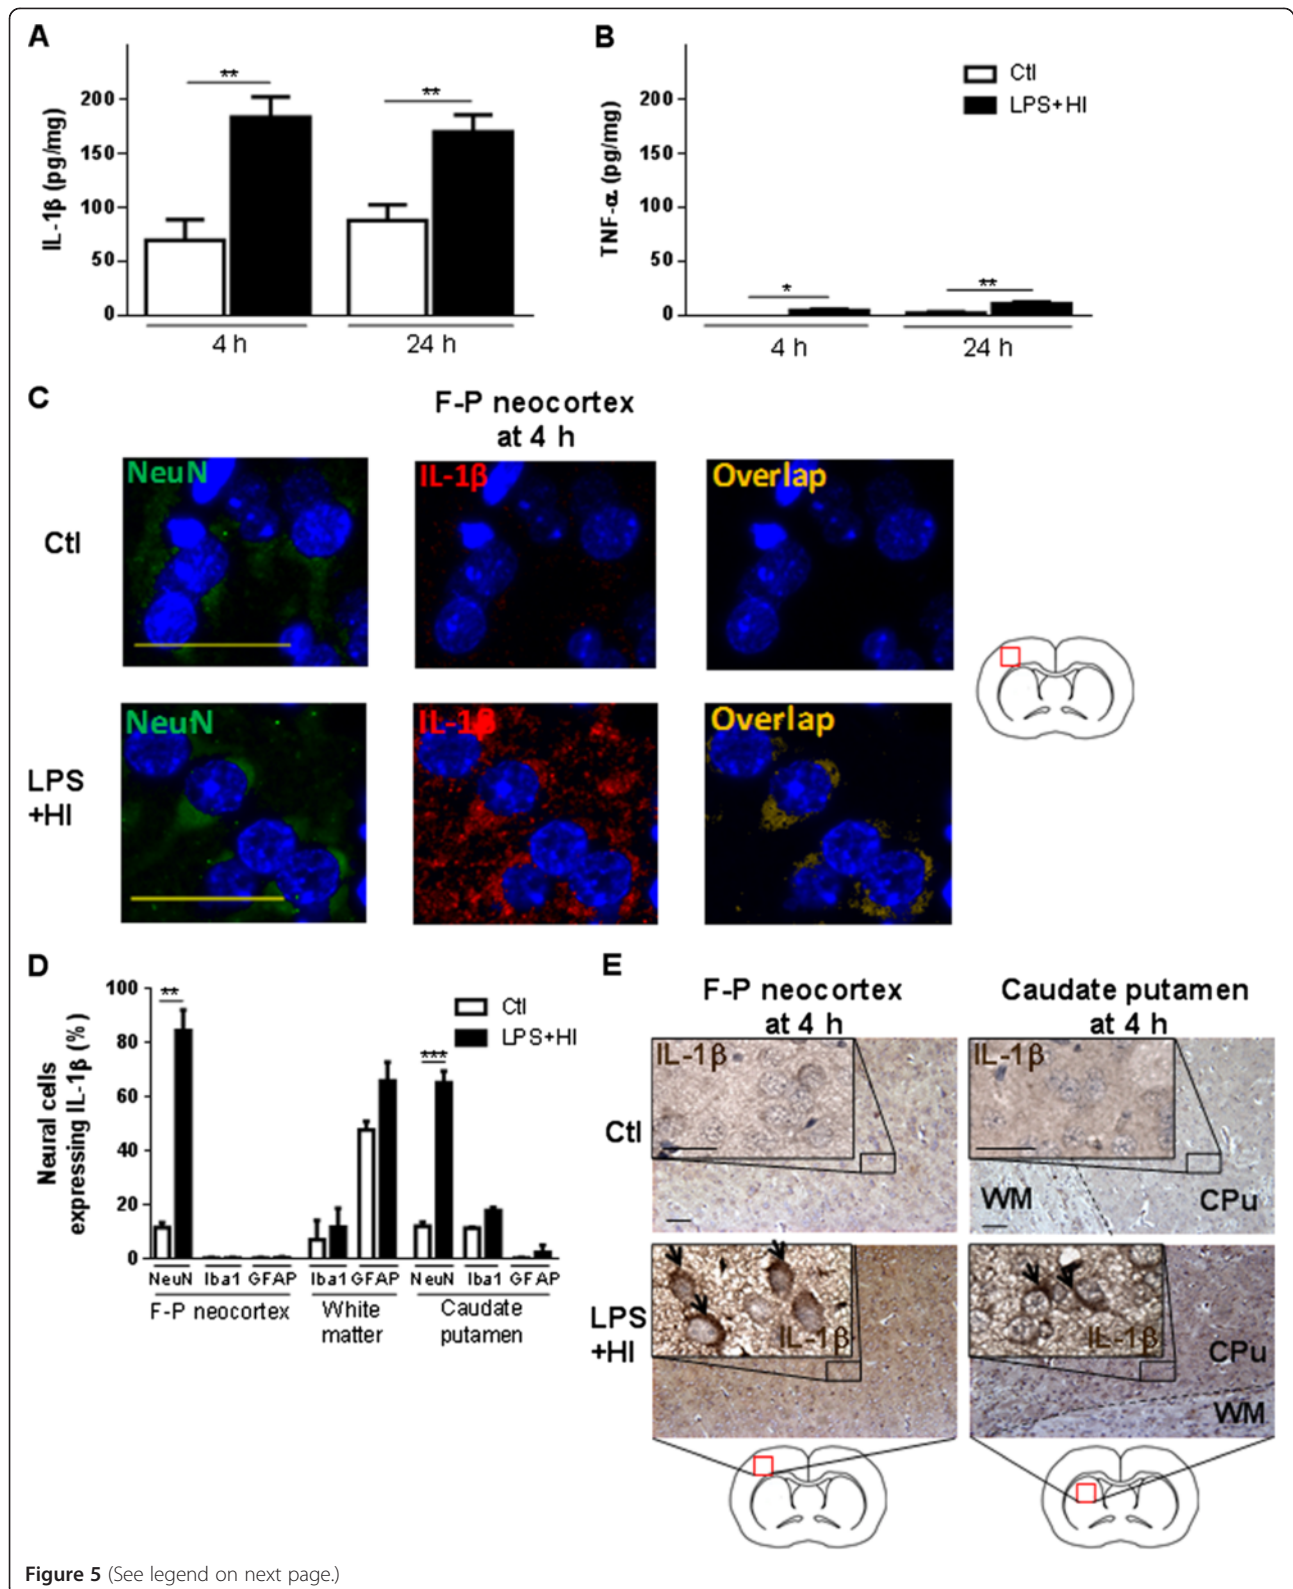 A
IL-1β (pg/mg)
200
150
100
50
0
**
**
4 h
24 h
B
TNF-α (pg/mg)
200
150
100
50
0
*
**
4 h
24 h
Ctl
LPS+HI
C
F-P neocortex
at 4 h
Ctl
NeuN
IL-1β
Overlap
LPS
+HI
NeuN
IL-1β
Overlap
D
Neural cells
expressing IL-1β (%)
100
80
60
40
20
0
**
***
Ctl
LPS+HI
NeuN Iba1 GFAP Iba1 GFAP NeuN Iba1 GFAP
F-P neocortex
White
matter
Caudate
putamen
E
F-P neocortex
at 4 h
Caudate putamen
at 4 h
Ctl
IL-1β
IL-1β
WM
CPu
LPS
+HI
IL-1β
IL-1β
CPu
WM
Figure 5 (See legend on next page.)